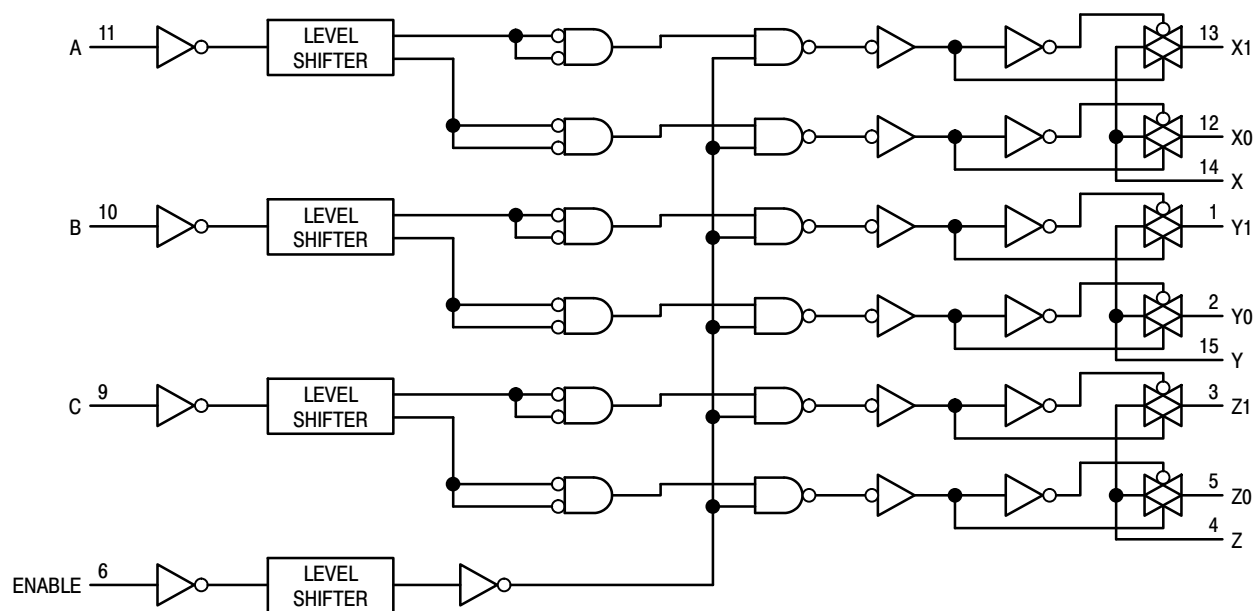 A 11
LEVEL
SHIFTER
13 X1
12 X0
14 X
B 10
LEVEL
SHIFTER
1 Y1
2 Y0
15 Y
C 9
LEVEL
SHIFTER
3 Z1
5 Z0
4 Z
ENABLE 6
LEVEL
SHIFTER